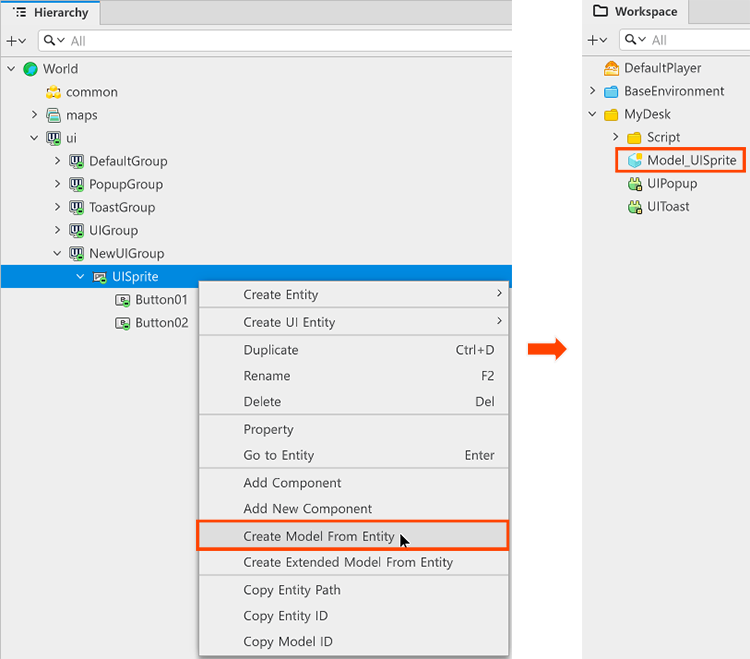 Hierarchy
All
World
common
maps
ui
DefaultGroup
PopupGroup
ToastGroup
UIGroup
NewUIGroup
UISprite
Button01
Button02
Create Entity
Create UI Entity
Duplicate Ctrl+D
Rename F2
Delete Del
Property
Go to Entity Enter
Add Component
Add New Component
Create Model From Entity
Create Extended Model From Entity
Copy Entity Path
Copy Entity ID
Copy Model ID
Workspace
All
DefaultPlayer
BaseEnvironment
MyDesk
Script
Model_UISprite
UIPopup
UIToast